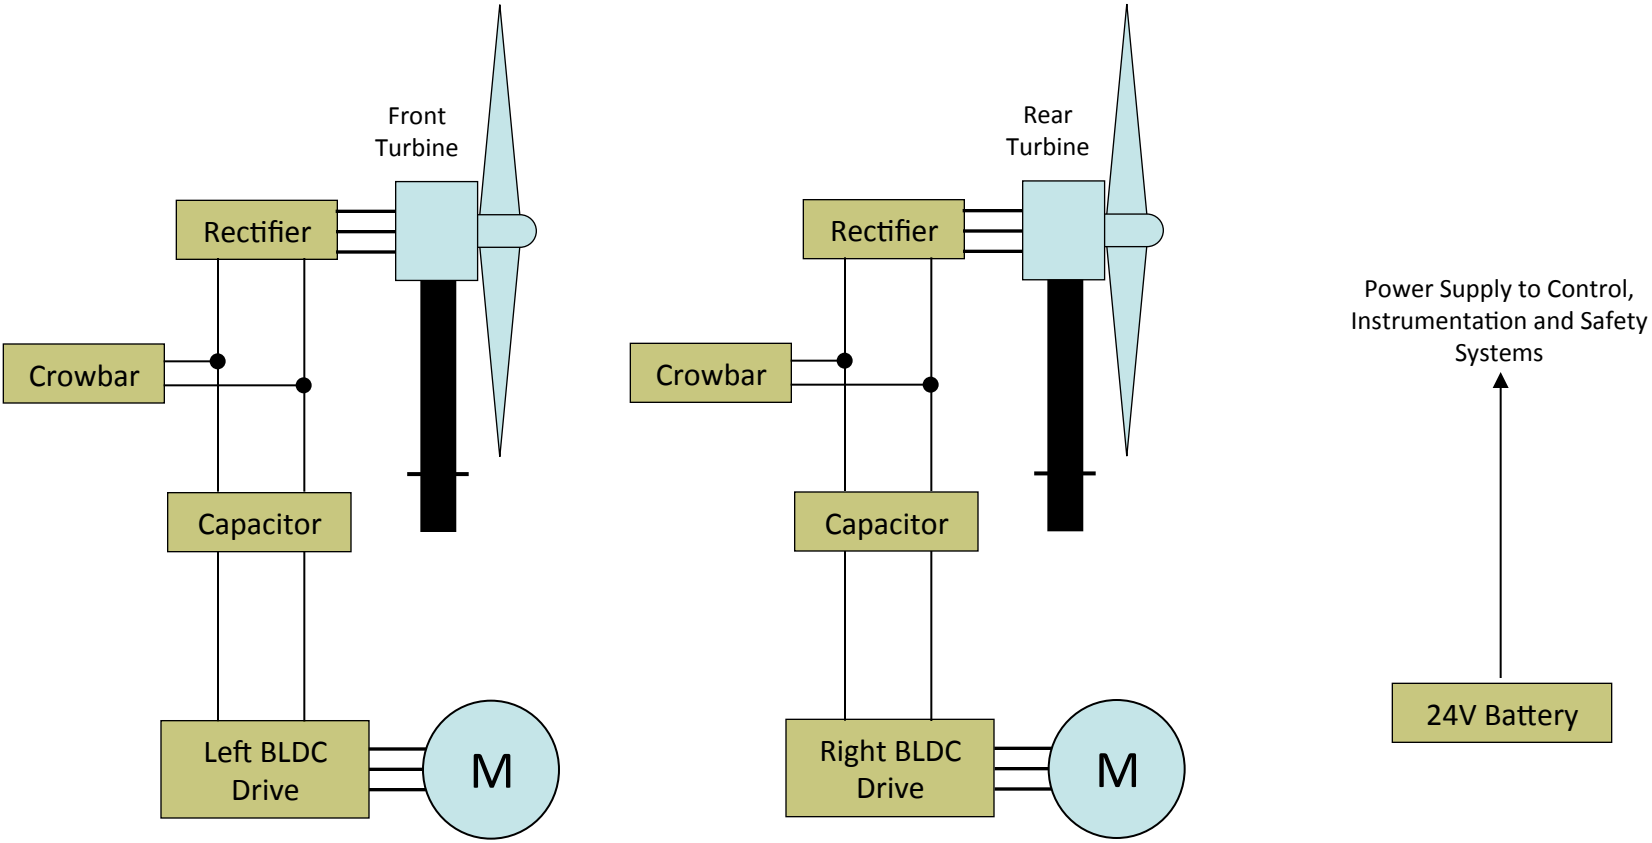 Front
Turbine
Rectifier
Crowbar
Capacitor
Left BLDC
Drive
M
Rear
Turbine
Rectifier
Crowbar
Capacitor
Right BLDC
Drive
M
Power Supply to Control,
Instrumentation and Safety
Systems
24V Battery